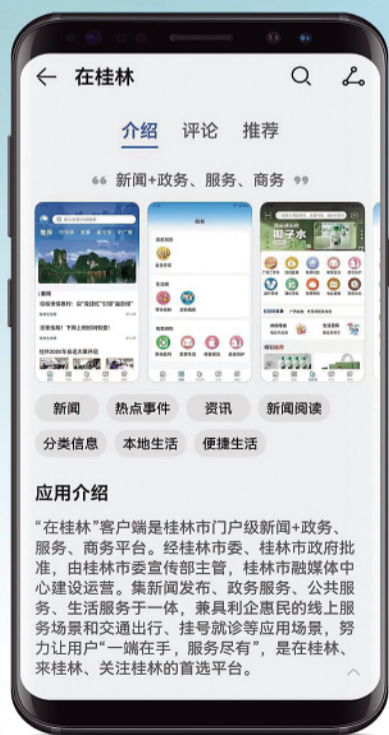 在桂林
介绍 评论 推荐
新闻+政务、服务、商务
推荐
椰子水
新闻 热点事件 资讯 新闻阅读
分类信息 本地生活 便捷生活
应用介绍
“在桂林”客户端是桂林市门户级新闻+政务、
服务、商务平台。经桂林市委、桂林市政府批
准，由桂林市委宣传部主管，桂林市融媒体中
心建设运营。集新闻发布、政务服务、公共服
务、生活服务于一体，兼具利企惠民的线上服
务场景和交通出行、挂号就诊等应用场景，努
力让用户“一端在手，服务尽有”，是在桂林、
来桂林、关注桂林的首选平台。